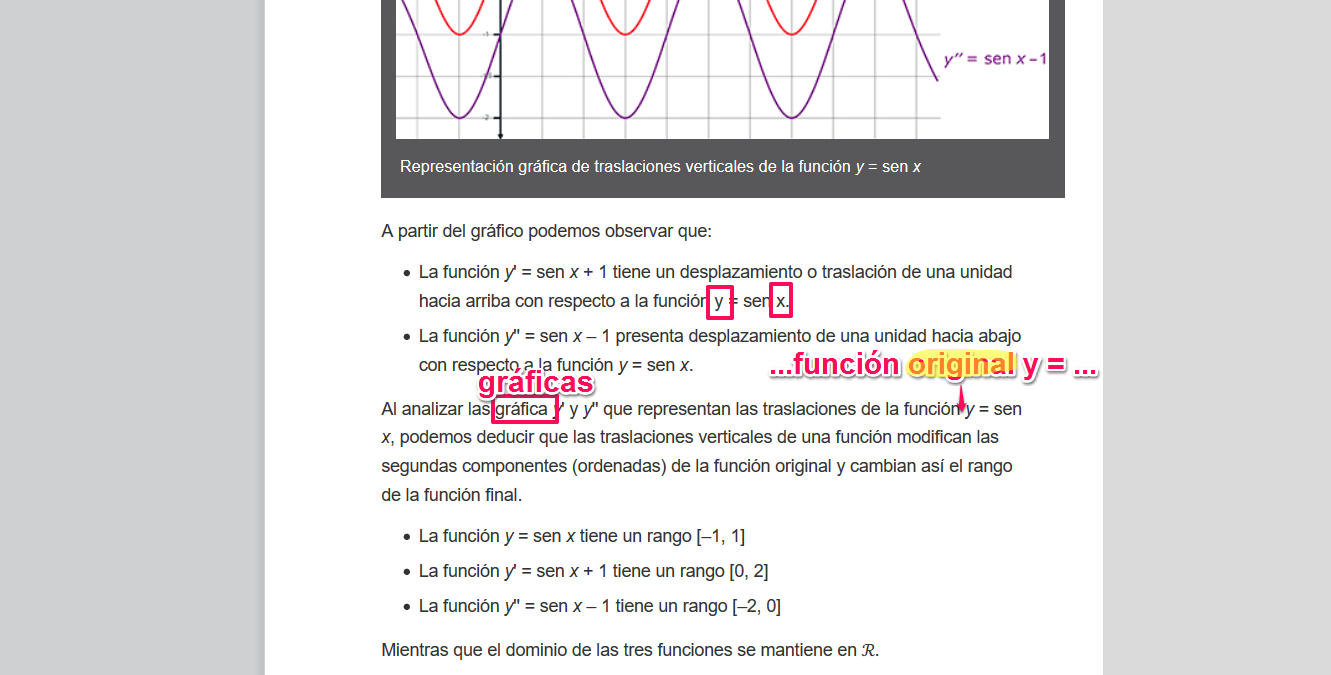 -1
y″ = sen x – 1
-2
Representación gráfica de traslaciones verticales de la función y = sen x
A partir del gráfico podemos observar que:
• La función y' = sen x + 1 tiene un desplazamiento o traslación de una unidad
hacia arriba con respecto a la función y = sen x.
• La función y" = sen x – 1 presenta desplazamiento de una unidad hacia abajo
con respecto a la función y = sen x.
...función original y = ...
gráficas
Al analizar las gráfica y' y y" que representan las traslaciones de la función y = sen
x, podemos deducir que las traslaciones verticales de una función modifican las
segundas componentes (ordenadas) de la función original y cambian así el rango
de la función final.
• La función y = sen x tiene un rango [–1, 1]
• La función y' = sen x + 1 tiene un rango [0, 2]
• La función y" = sen x – 1 tiene un rango [–2, 0]
Mientras que el dominio de las tres funciones se mantiene en ℛ.